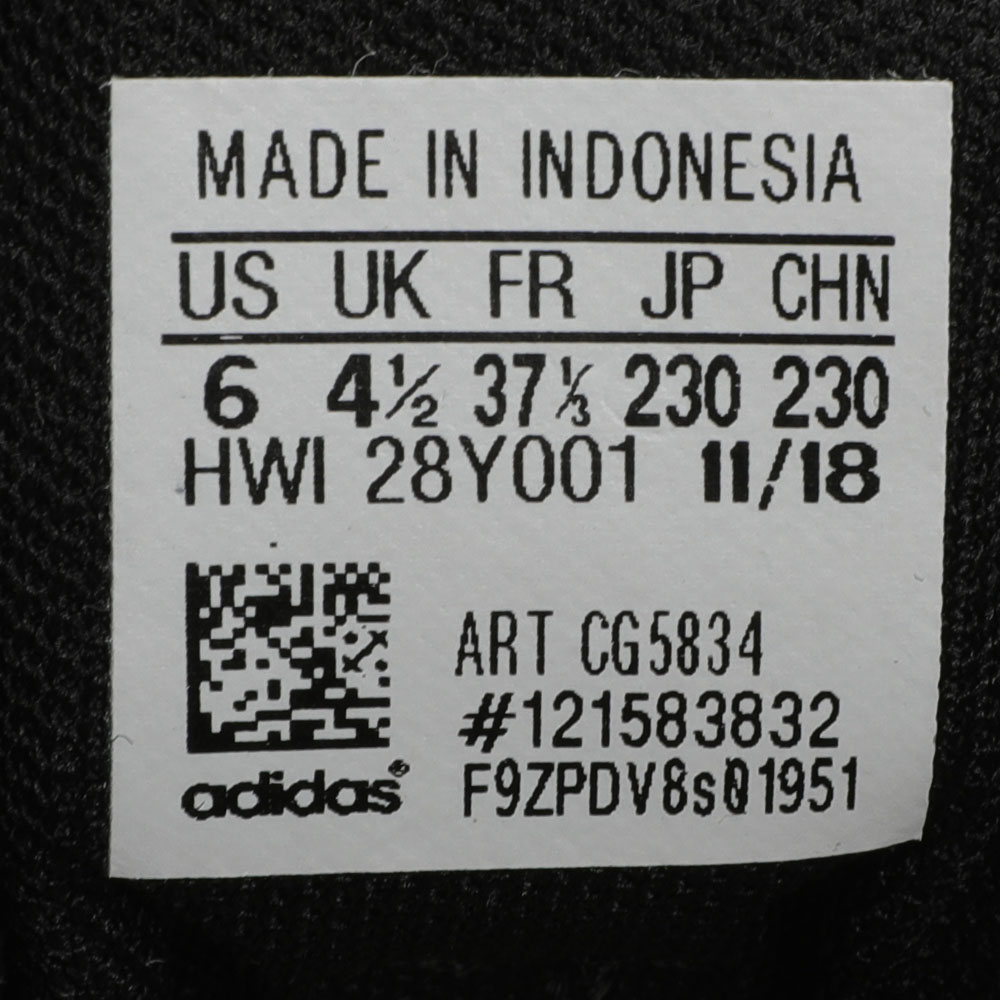 MADE IN INDONESIA
US UK FR JP CHN
6 4½ 37⅓ 230 230
HWI 28Y001 11/18
ART CG5834
#121583832
adidas® F9ZPDV8s01951